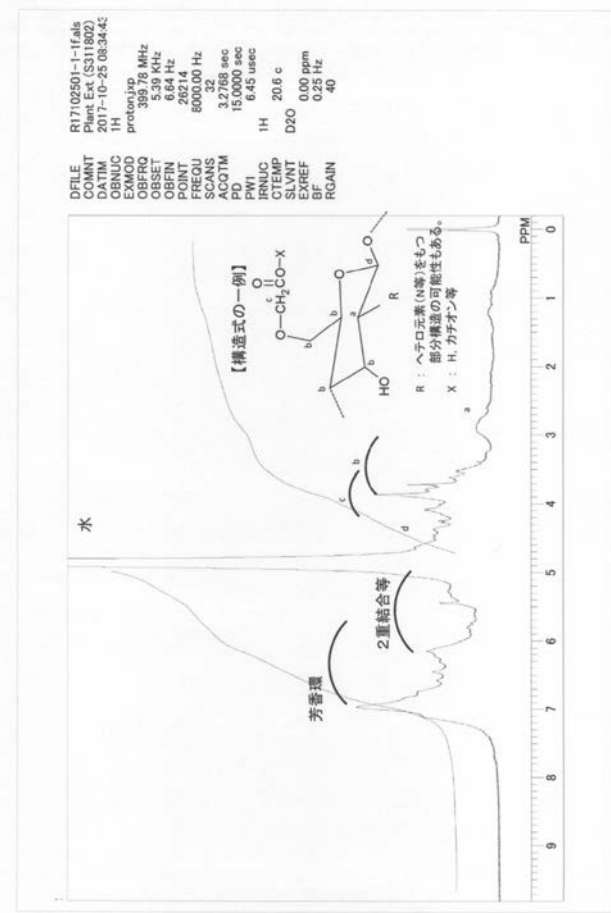 DFILE R17102501-1-1f.als
COMNT Plant Ext (S311802)
DATIM 2017-10-25 08:34:43
OBNUC 1H
EXMOD proton.jxp
OBFRQ 399.78 MHz
OBSET 5.39 KHz
OBFIN 6.64 Hz
POINT 26214
FREQU 8000.00 Hz
SCANS 32
ACQTM 3.2768 sec
PD 15.0000 sec
PW1 6.45 usec
IRNUC 1H
CTEMP 20.6 c
SLVNT D2O
EXREF 0.00 ppm
BF 0.25 Hz
RGAIN 40
水
【構造式の一例】
O
c
O—CH2CO—X
b
b
O
b
b
a
R
d
O
HO
b
R : ヘテロ元素(N等)をもつ
部分構造の可能性もある。
X : H, カチオン等
芳香環
2重結合等
d
c
b
a
PPM
9 8 7 6 5 4 3 2 1 0